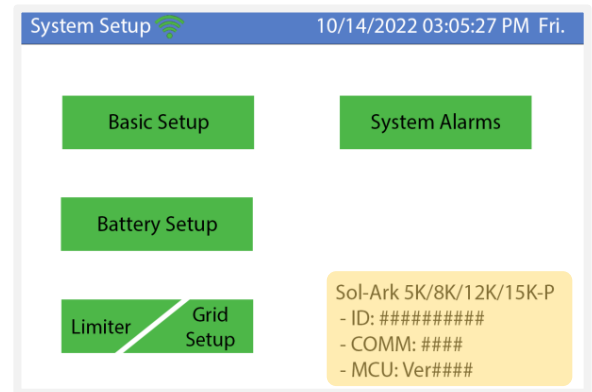 System Setup 10/14/2022 03:05:27 PM Fri.
Basic Setup
System Alarms
Battery Setup
Limiter
Grid
Setup
Sol-Ark 5K/8K/12K/15K-P
- ID: ##########
- COMM: ####
- MCU: Ver####